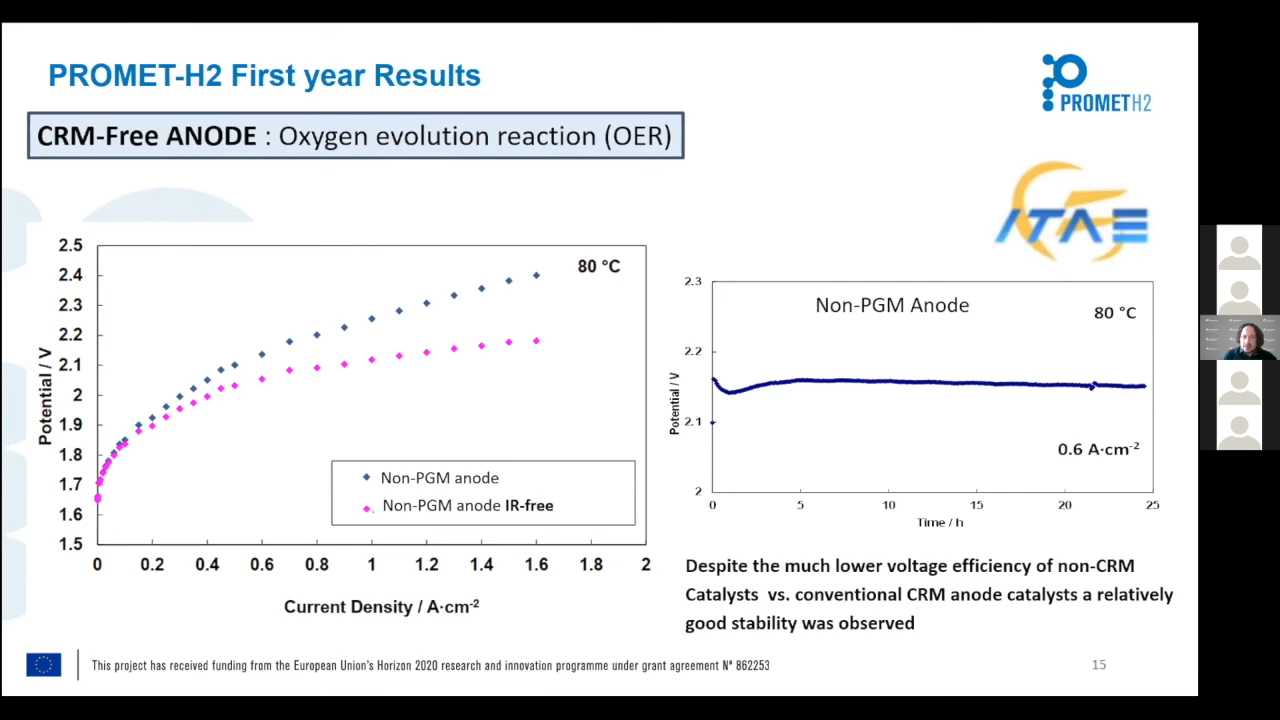 PROMET-H2 First year Results
PROMETH2
CRM-Free ANODE : Oxygen evolution reaction (OER)
ITAE
2.5
2.4
2.3
2.2
2.1
2
1.9
1.8
1.7
1.6
1.5
Potential / V
80 °C
Non-PGM anode
Non-PGM anode IR-free
0 0.2 0.4 0.6 0.8 1 1.2 1.4 1.6 1.8 2
Current Density / A·cm-2
2.3
2.2
2.1
2
Potential / V
Non-PGM Anode
80 °C
0.6 A·cm-2
0 5 10 15 20 25
Time / h
Despite the much lower voltage efficiency of non-CRM
Catalysts vs. conventional CRM anode catalysts a relatively
good stability was observed
This project has received funding from the European Union's Horizon 2020 research and innovation programme under grant agreement Nº 862253
15